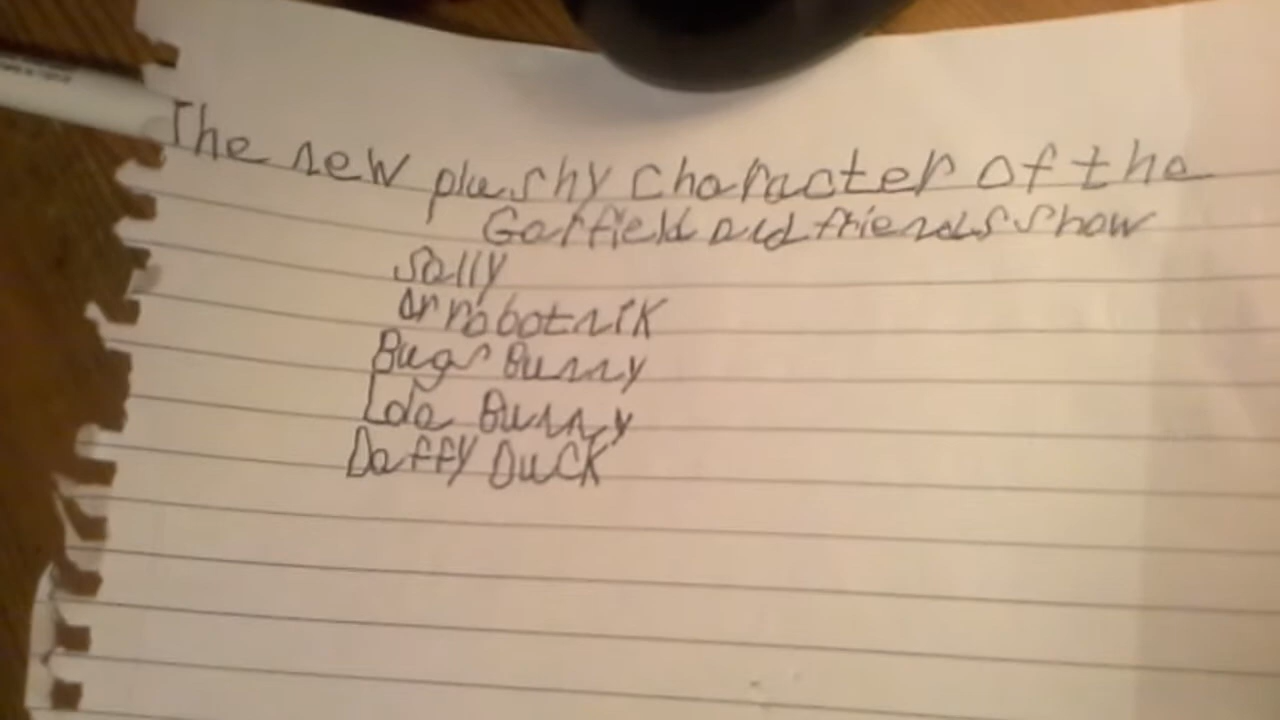 The new plushy character of the
Garfield and friends show
Sally
dr robotnik
Bugs Bunny
Lola Bunny
Daffy Duck